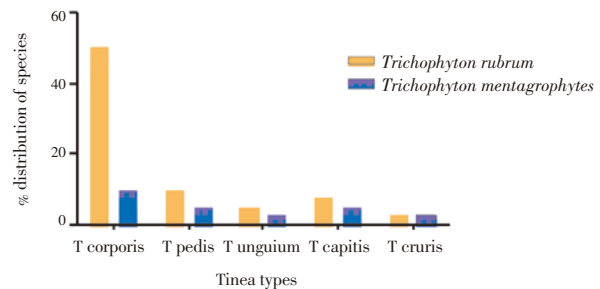 60
40
20
0
% distribution of species
Trichophyton rubrum
Trichophyton mentagrophytes
T corporis T pedis T unguium T capitis T cruris
Tinea types